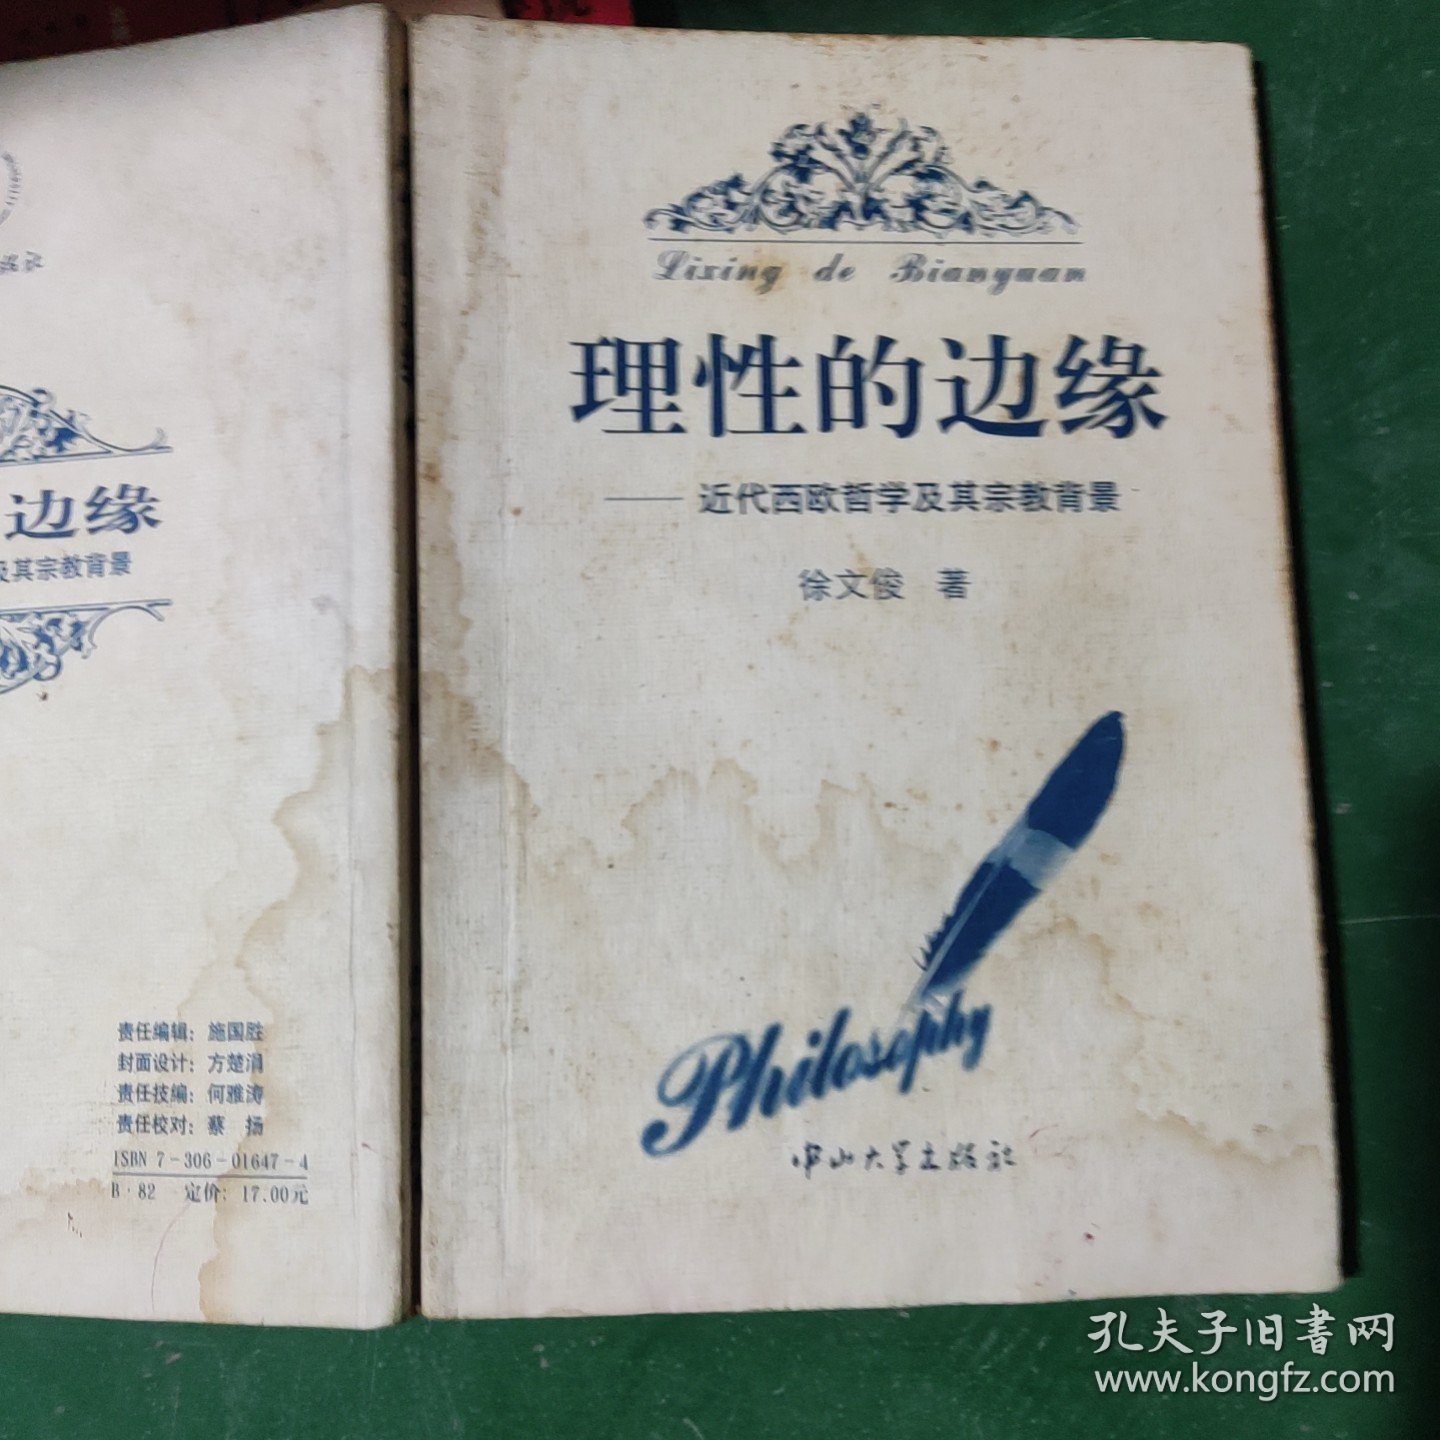 边缘
及其宗教背景
责任编辑：施国胜
封面设计：方楚涓
责任技编：何雅涛
责任校对：蔡 扬
ISBN 7-306-01647-4
B·82 定价：17.00元
Lixing de Bianyuan
理性的边缘
——近代西欧哲学及其宗教背景
徐文俊 著
Philosophy
中山大学出版社
孔夫子旧书网
www.kongfz.com